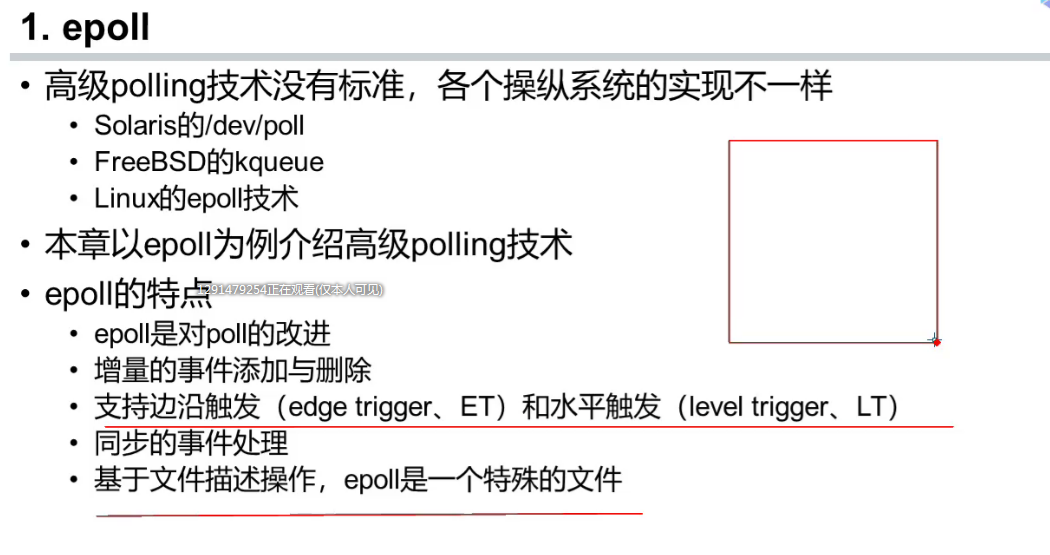 1. epoll
• 高级polling技术没有标准，各个操纵系统的实现不一样
• Solaris的/dev/poll
• FreeBSD的kqueue
• Linux的epoll技术
• 本章以epoll为例介绍高级polling技术
• epoll的特点
1291479254正在观看(仅本人可见)
• epoll是对poll的改进
• 增量的事件添加与删除
• 支持边沿触发（edge trigger、ET）和水平触发（level trigger、LT）
• 同步的事件处理
• 基于文件描述操作，epoll是一个特殊的文件